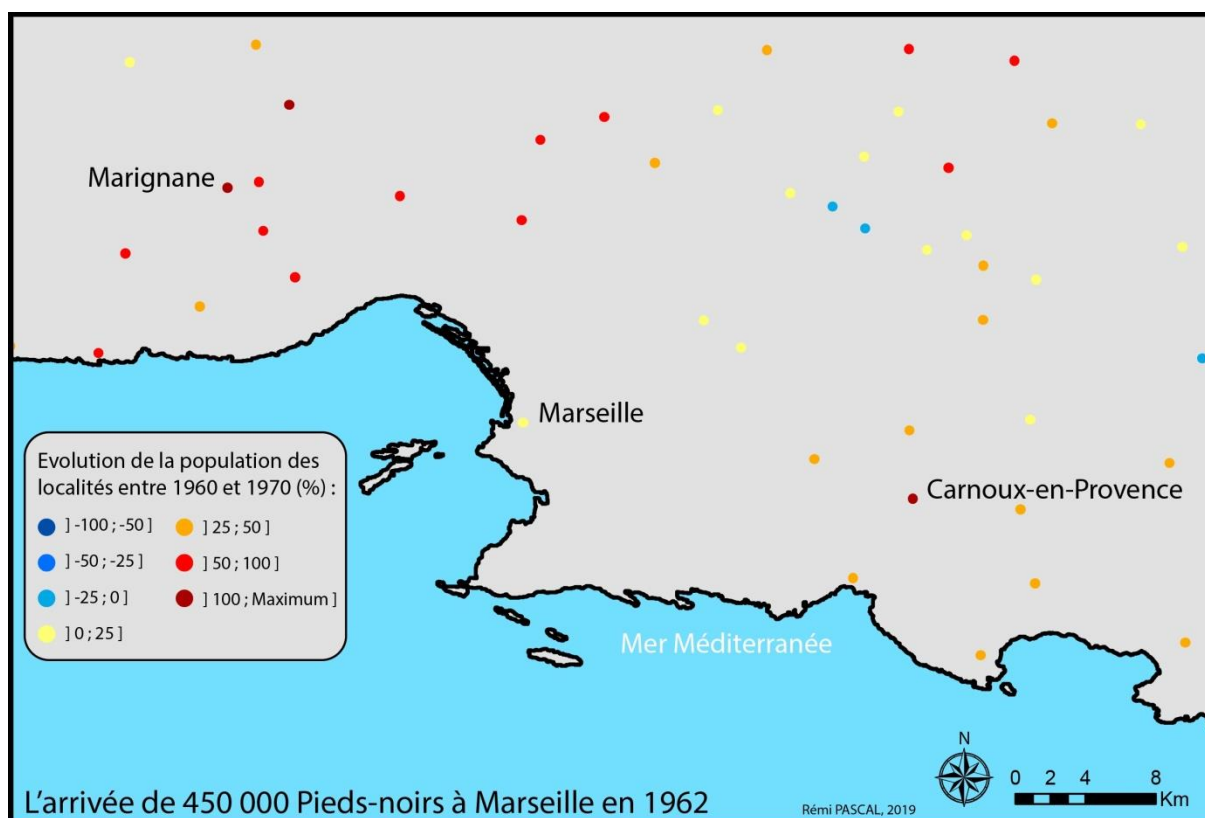 Marignane
Marseille
Carnoux-en-Provence
Evolution de la population des
localités entre 1960 et 1970 (%) :
] -100 ; -50 ]
] -50 ; -25 ]
] -25 ; 0 ]
] 0 ; 25 ]
] 25 ; 50 ]
] 50 ; 100 ]
] 100 ; Maximum ]
Mer Méditerranée
N
0 2 4 8
Km
L'arrivée de 450 000 Pieds-noirs à Marseille en 1962
Rémi PASCAL, 2019